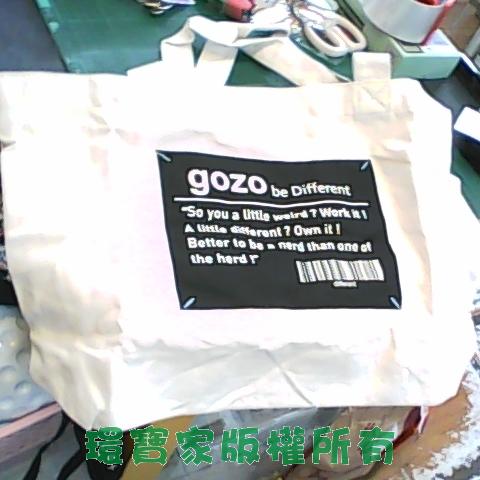 gozo be Different
"So you a little weird ? Work it !
A little different ? Own it !
Better to be a nerd than one of
the herd !"
different
環寶家版權所有